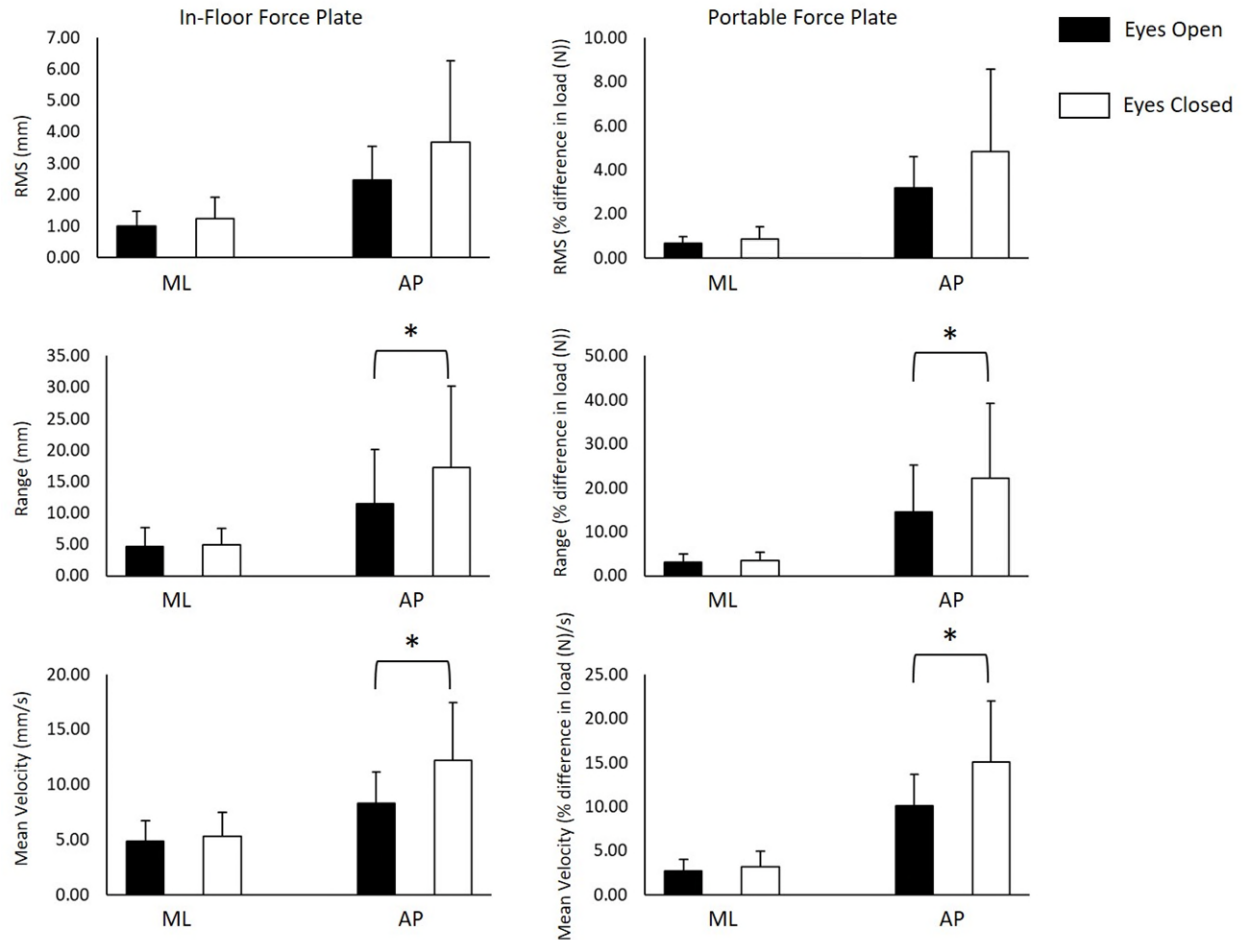 In-Floor Force Plate
Portable Force Plate
Eyes Open
Eyes Closed
RMS (mm)
7.00
6.00
5.00
4.00
3.00
2.00
1.00
0.00
ML
AP
RMS (% difference in load (N))
10.00
8.00
6.00
4.00
2.00
0.00
ML
AP
Range (mm)
35.00
30.00
25.00
20.00
15.00
10.00
5.00
0.00
*
ML
AP
Range (% difference in load (N))
50.00
40.00
30.00
20.00
10.00
0.00
*
ML
AP
Mean Velocity (mm/s)
20.00
15.00
10.00
5.00
0.00
*
ML
AP
Mean Velocity (% difference in load (N)/s)
25.00
20.00
15.00
10.00
5.00
0.00
*
ML
AP